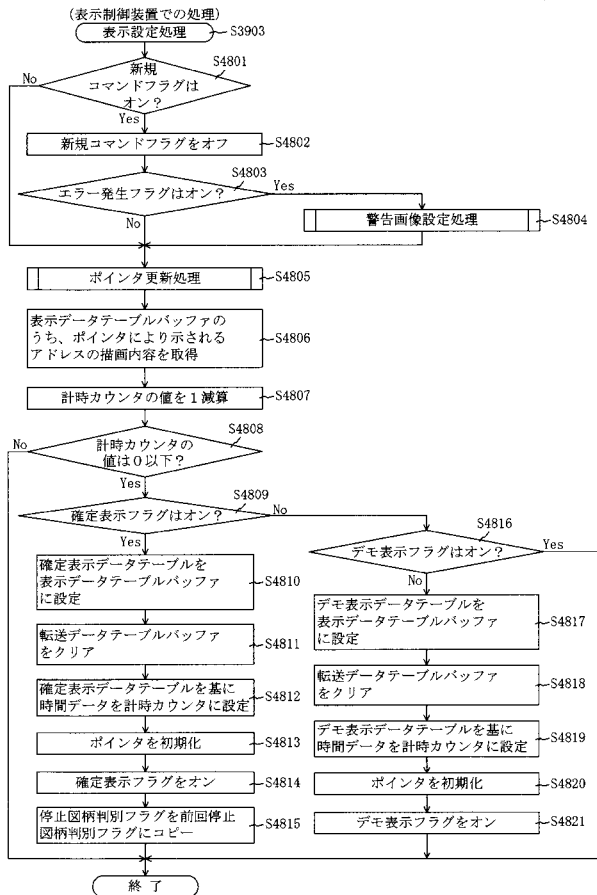 (表示制御装置での処理)
表示設定処理
S3903
S4801
新規
コマンドフラグは
オン?
No
Yes
新規コマンドフラグをオフ
S4802
S4803
エラー発生フラグはオン?
Yes
No
警告画像設定処理
S4804
ポインタ更新処理
S4805
表示データテーブルバッファの
うち、ポインタにより示される
アドレスの描画内容を取得
S4806
計時カウンタの値を1減算
S4807
S4808
計時カウンタの
値は0以下?
No
Yes
S4809
確定表示フラグはオン?
No
Yes
確定表示データテーブルを
表示データテーブルバッファ
に設定
S4810
転送データテーブルバッファ
をクリア
S4811
確定表示データテーブルを基に
時間データを計時カウンタに設定
S4812
ポインタを初期化
S4813
確定表示フラグをオン
S4814
停止図柄判別フラグを前回停止
図柄判別フラグにコピー
S4815
S4816
デモ表示フラグはオン?
Yes
No
デモ表示データテーブルを
表示データテーブルバッファ
に設定
S4817
転送データテーブルバッファ
をクリア
S4818
デモ表示データテーブルを基に
時間データを計時カウンタに設定
S4819
ポインタを初期化
S4820
デモ表示フラグをオン
S4821
終了